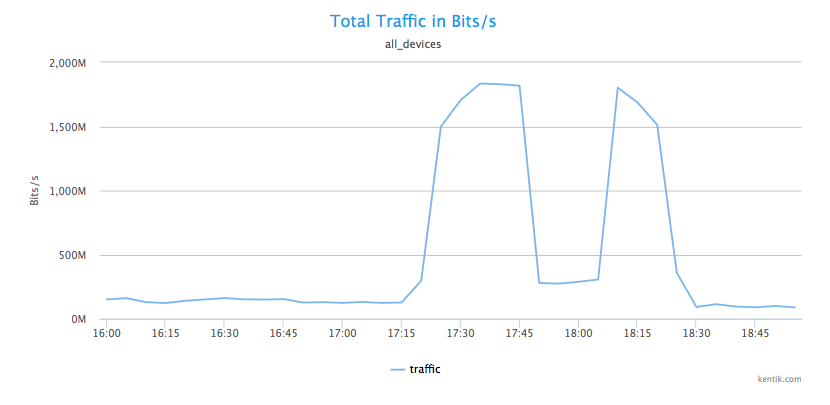 Total Traffic in Bits/s
all_devices
2,000M
1,500M
1,000M
500M
0M
Bits/s
16:00 16:15 16:30 16:45 17:00 17:15 17:30 17:45 18:00 18:15 18:30 18:45
traffic
kentik.com